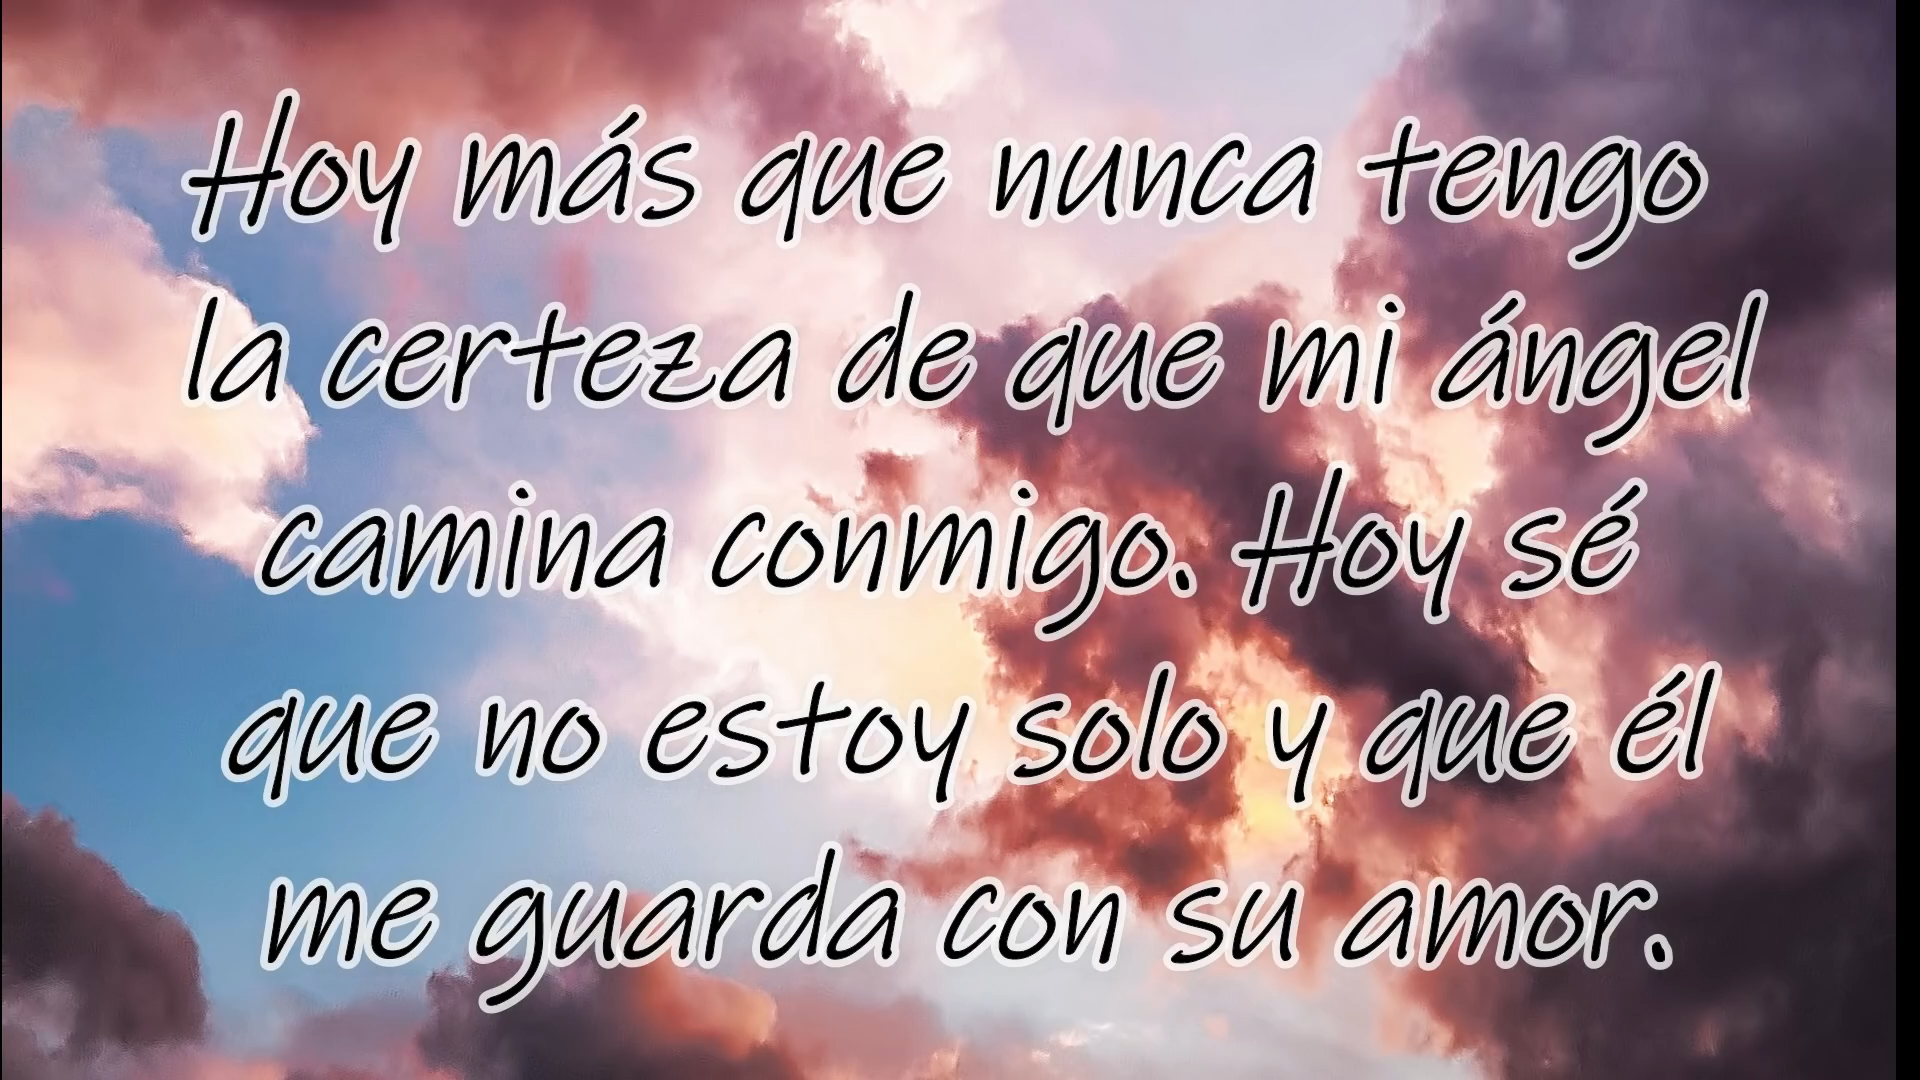 Hoy más que nunca tengo
la certeza de que mi ángel
camina conmigo. Hoy sé
que no estoy solo y que él
me guarda con su amor.